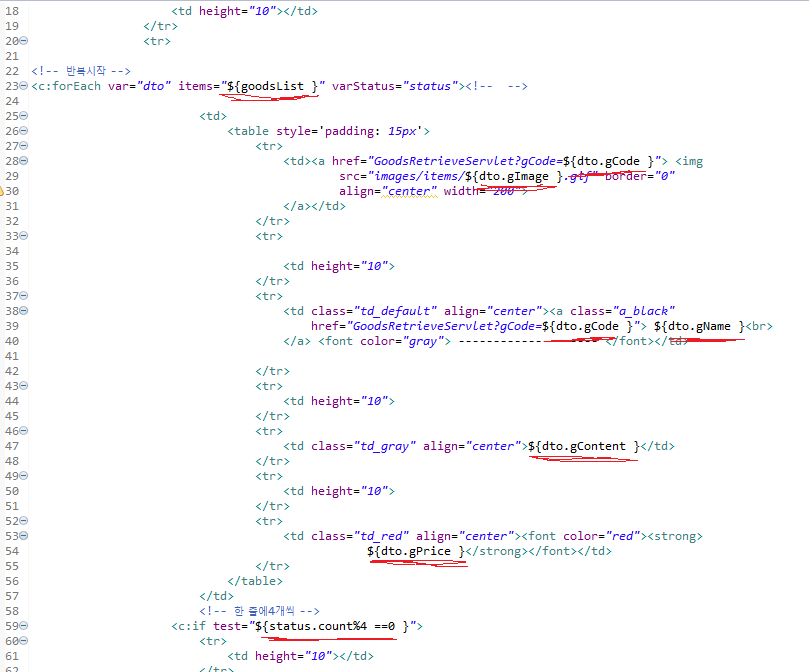 18 <td height="10"></td>
19 </tr>
20 <tr>
21
22 <!-- 반복시작 -->
23 <c:forEach var="dto" items="${goodsList }" varStatus="status"><!--  -->
24
25 <td>
26 <table style='padding: 15px'>
27 <tr>
28 <td><a href="GoodsRetrieveServlet?gCode=${dto.gCode }"> <img
29 src="images/items/${dto.gImage }.gif" border="0"
30 align="center" width="200">
31 </a></td>
32 </tr>
33 <tr>
34
35 <td height="10">
36 </tr>
37 <tr>
38 <td class="td_default" align="center"><a class="a_black"
39 href="GoodsRetrieveServlet?gCode=${dto.gCode }"> ${dto.gName }<br>
40 </a> <font color="gray"> --------------------</font></td>
41
42 </tr>
43 <tr>
44 <td height="10">
45 </tr>
46 <tr>
47 <td class="td_gray" align="center">${dto.gContent }</td>
48 </tr>
49 <tr>
50 <td height="10">
51 </tr>
52 <tr>
53 <td class="td_red" align="center"><font color="red"><strong>
54 ${dto.gPrice }</strong></font></td>
55 </tr>
56 </table>
57 </td>
58 <!-- 한 줄에4개씩 -->
59 <c:if test="${status.count%4 ==0 }">
60 <tr>
61 <td height="10"></td>
62 </tr>